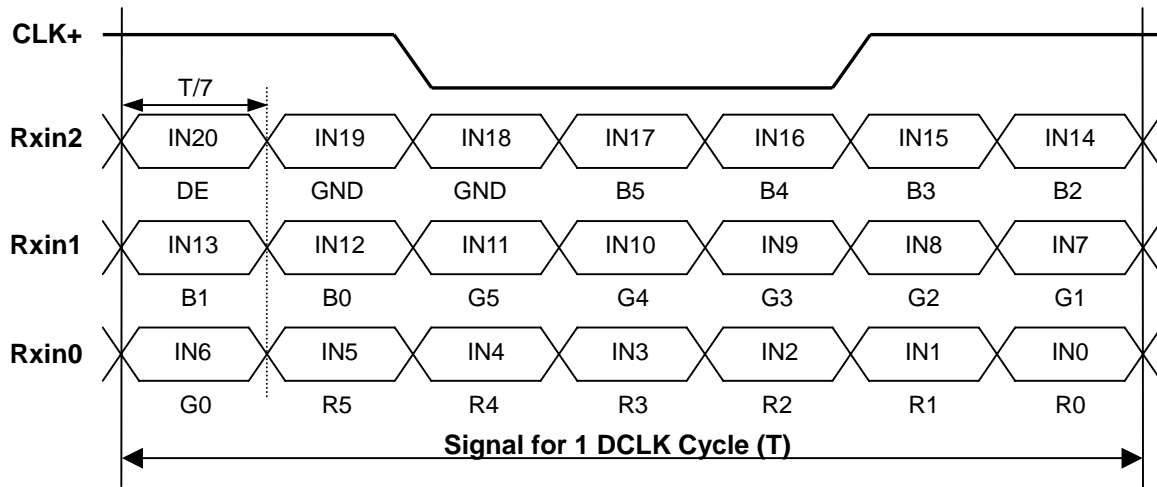 CLK+
T/7
Rxin2 IN20 IN19 IN18 IN17 IN16 IN15 IN14
DE GND GND B5 B4 B3 B2
Rxin1 IN13 IN12 IN11 IN10 IN9 IN8 IN7
B1 B0 G5 G4 G3 G2 G1
Rxin0 IN6 IN5 IN4 IN3 IN2 IN1 IN0
G0 R5 R4 R3 R2 R1 R0
Signal for 1 DCLK Cycle (T)